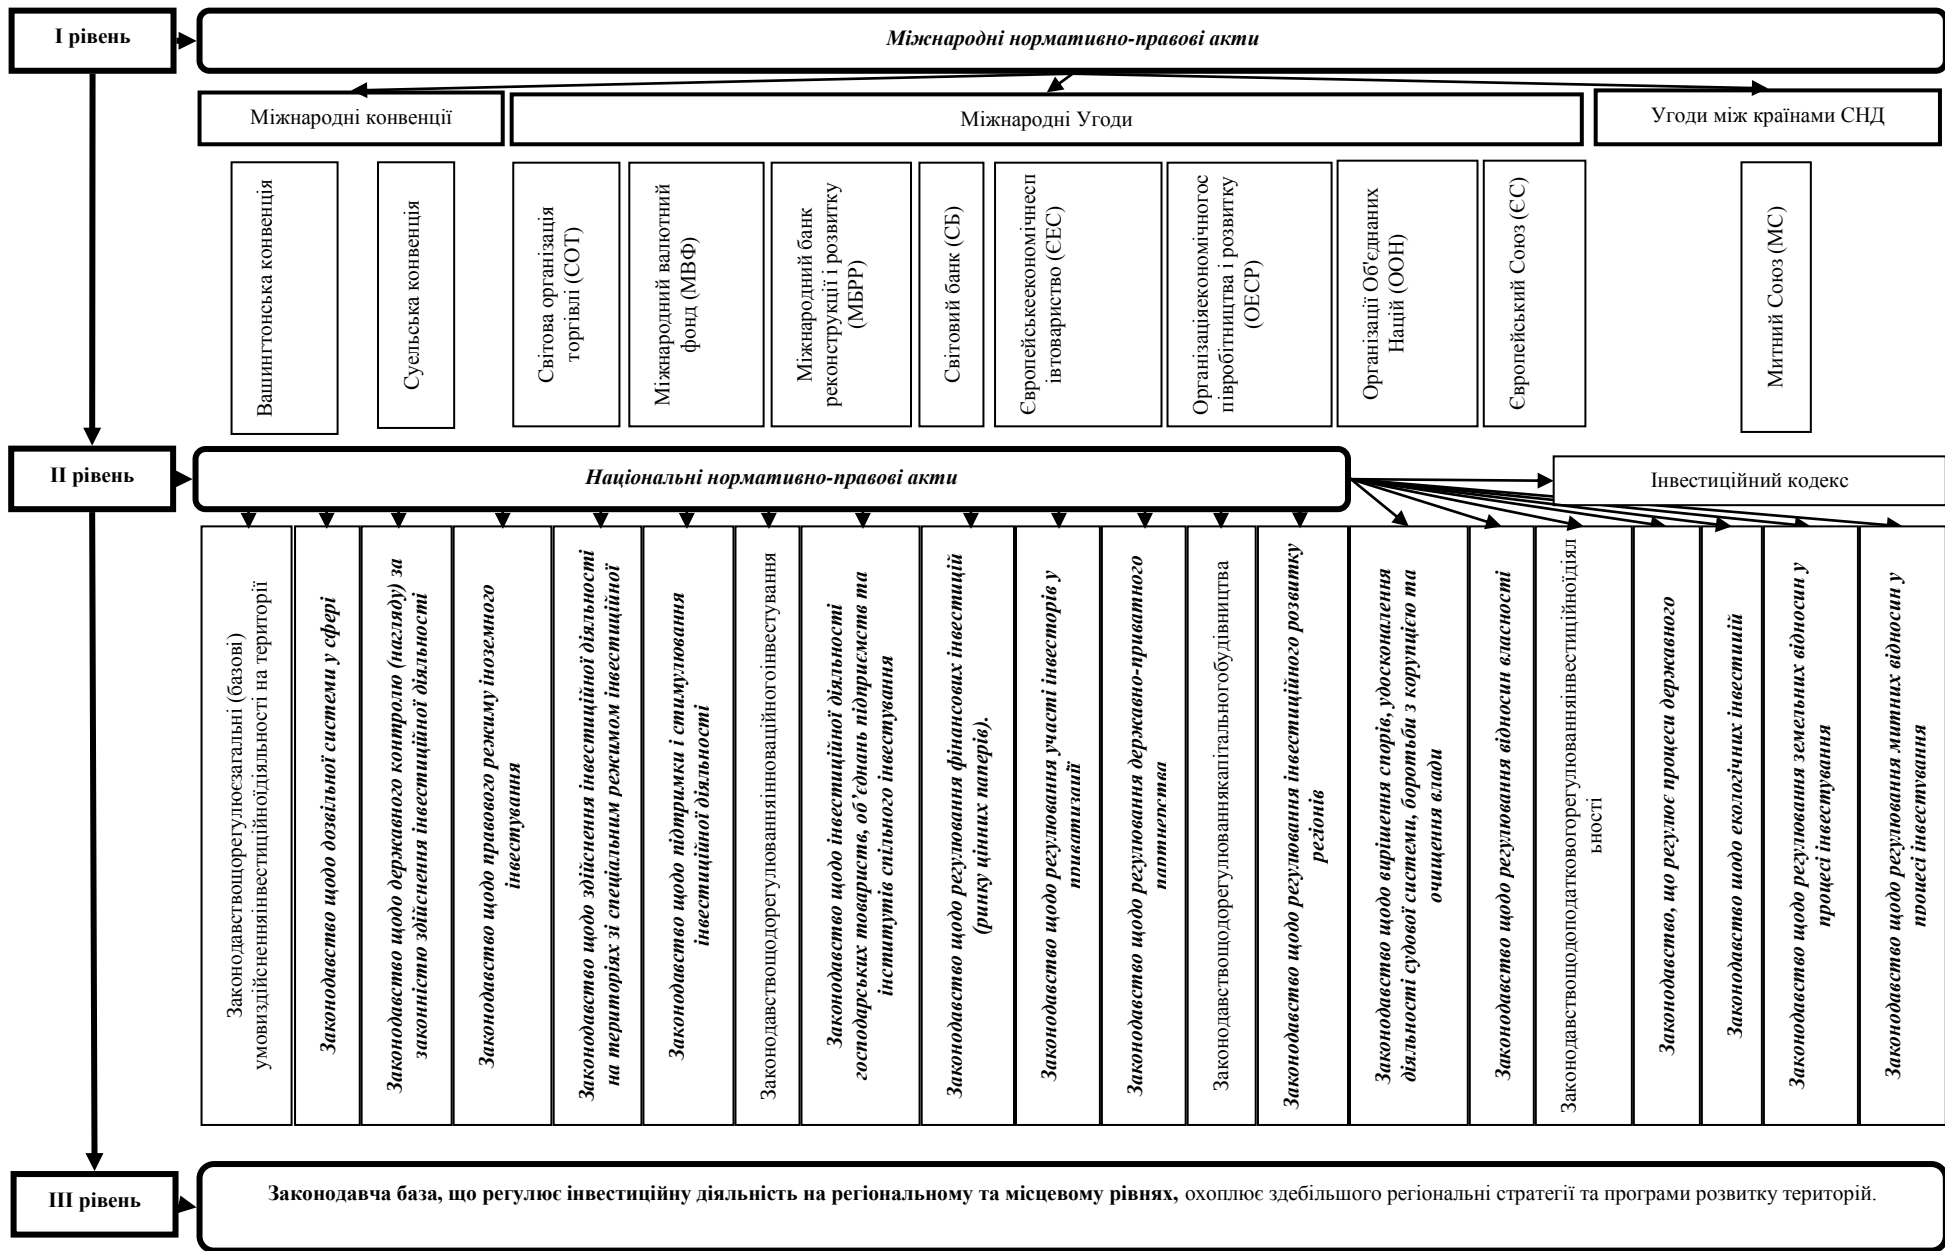 I рівень
Міжнародні нормативно-правові акти
Міжнародні конвенції
Міжнародні Угоди
Угоди між країнами СНД
Вашингтонська конвенція
Суельська конвенція
Світова організація
торгівлі (СОТ)
Міжнародний валютний
фонд (МВФ)
Міжнародний банк
реконструкції і розвитку
(МБРР)
Світовий банк (СБ)
Європейськеекономічнесп
івтовариство (ЄЕС)
Організаціяекономічногос
півробітництва і розвитку
(ОЕСР)
Організації Об'єднаних
Націй (ООН)
Європейський Союз (ЄС)
Митний Союз (МС)
II рівень
Національні нормативно-правові акти
Інвестиційний кодекс
Законодавствощорегулюєзагальні (базові)
умовиздійсненняінвестиційноїдіяльності на території
Законодавство щодо дозвільної системи у сфері
Законодавство щодо державного контролю (нагляду) за
законністю здійснення інвестиційної діяльності
Законодавство щодо правового режиму іноземного
інвестування
Законодавство щодо здійснення інвестиційної діяльності
на територіях зі спеціальним режимом інвестиційної
Законодавство щодо підтримки і стимулювання
інвестиційної діяльності
Законодавствощодорегулюванняінноваційногоінвестування
Законодавство щодо інвестиційної діяльності
господарських товариств, об'єднань підприємств та
інститутів спільного інвестування
Законодавство щодо регулювання фінансових інвестицій
(ринку цінних паперів).
Законодавство щодо регулювання участі інвесторів у
приватизації
Законодавство щодо регулювання державно-приватного
партнерства
Законодавствощодорегулюваннякапітальногобудівництва
Законодавство щодо регулювання інвестиційного розвитку
регіонів
Законодавство щодо вирішення спорів, удосконалення
діяльності судової системи, боротьби з корупцією та
очищення влади
Законодавство щодо регулювання відносин власності
Законодавствощодоподатковогорегулюванняінвестиційноїдіял
ьності
Законодавство, що регулює процеси державного
Законодавство щодо екологічних інвестицій
Законодавство щодо регулювання земельних відносин у
процесі інвестування
Законодавство щодо регулювання митних відносин у
процесі інвестування
III рівень
Законодавча база, що регулює інвестиційну діяльність на регіональному та місцевому рівнях, охоплює здебільшого регіональні стратегії та програми розвитку територій.